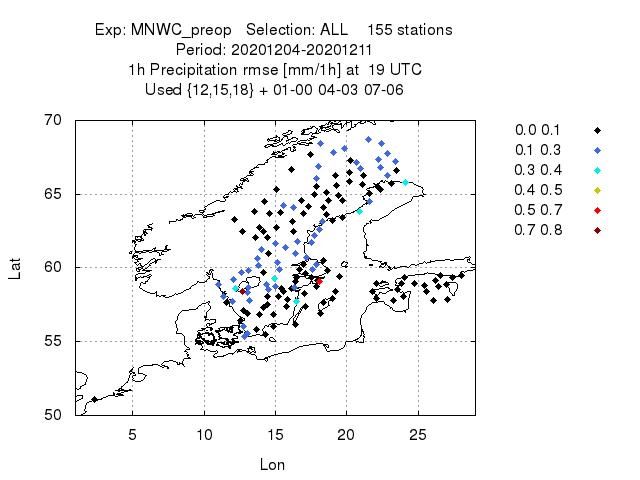 Exp: MNWC_preop   Selection: ALL    155 stations
Period: 20201204-20201211
1h Precipitation rmse [mm/1h] at  19 UTC
Used {12,15,18} + 01-00 04-03 07-06
70
65
60
55
50
Lat
5 10 15 20 25
Lon
0.0 0.1
0.1 0.3
0.3 0.4
0.4 0.5
0.5 0.7
0.7 0.8